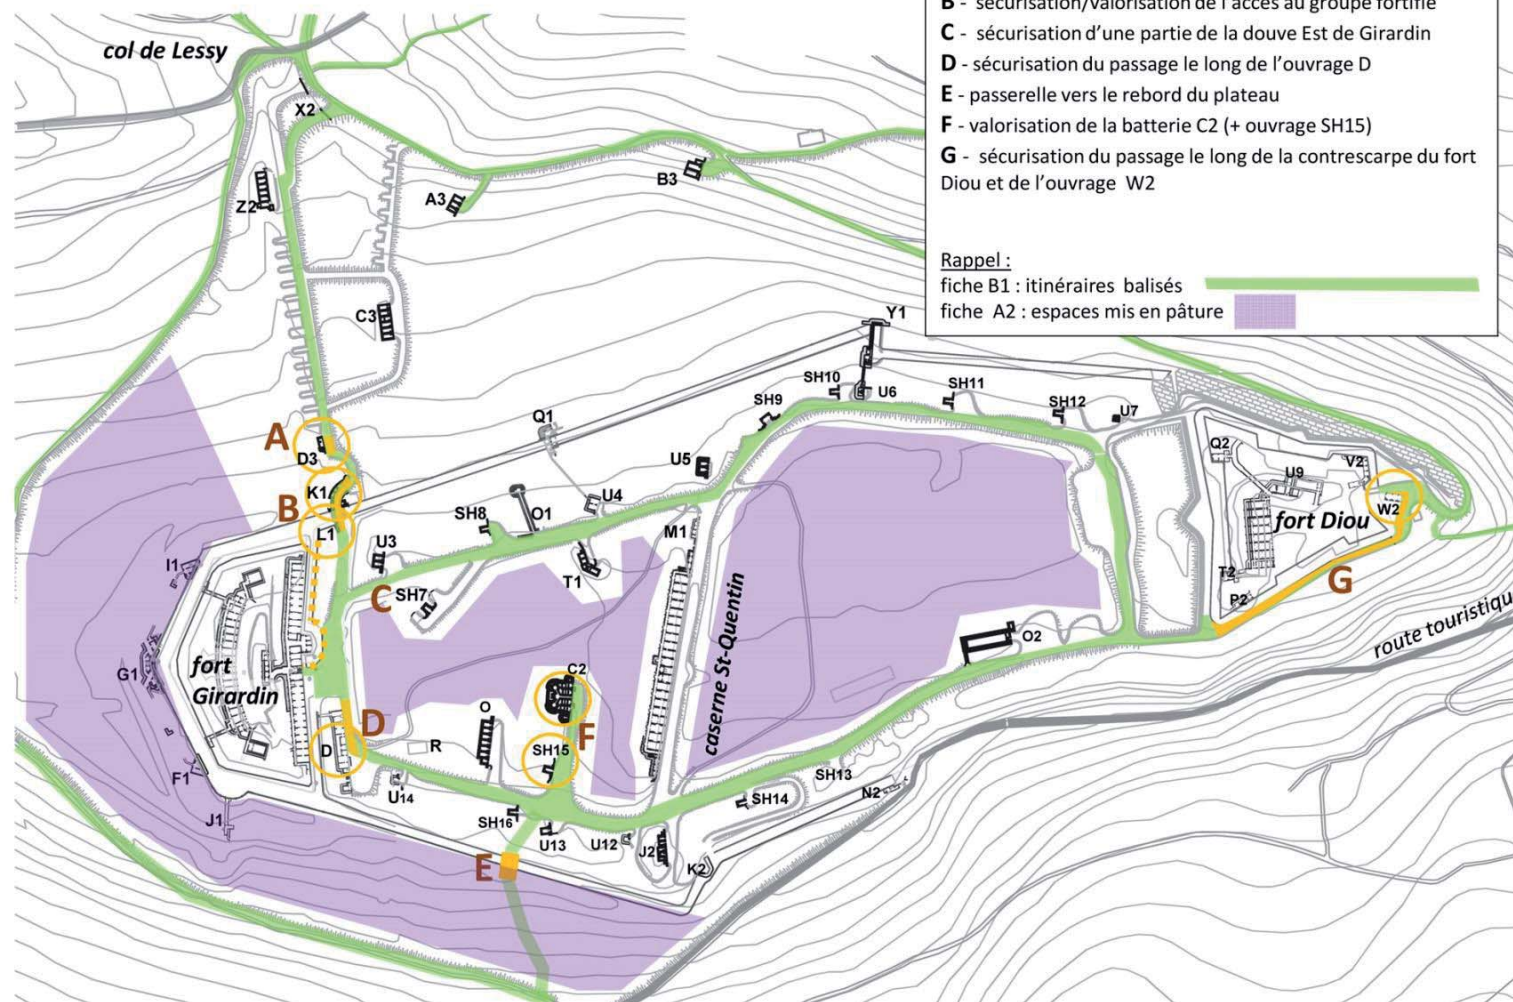 B - sécurisation/valorisation de l'accès au groupe fortifié
C - sécurisation d'une partie de la douve Est de Girardin
D - sécurisation du passage le long de l'ouvrage D
E - passerelle vers le rebord du plateau
F - valorisation de la batterie C2 (+ ouvrage SH15)
G - sécurisation du passage le long de la contrescarpe du fort
Diou et de l'ouvrage W2
Rappel :
fiche B1 : itinéraires balisés
fiche A2 : espaces mis en pâture
col de Lessy
X2
Z2
A3
B3
C3
Y1
A
D3
K1
B
L1
Q1
U5
U4
SH9
SH10
U6
SH11
SH12
U7
Q2
U9
V2
W2
fort Diou
T2
P2
G
route touristiqu
I1
U3
SH8
O1
M1
T1
C
SH7
G1
fort
Girardin
C2
caserne St-Quentin
O2
D
D
R
O
F
SH15
F1
J1
U14
SH16
U13
U12
J2
SH14
SH13
N2
K2
E